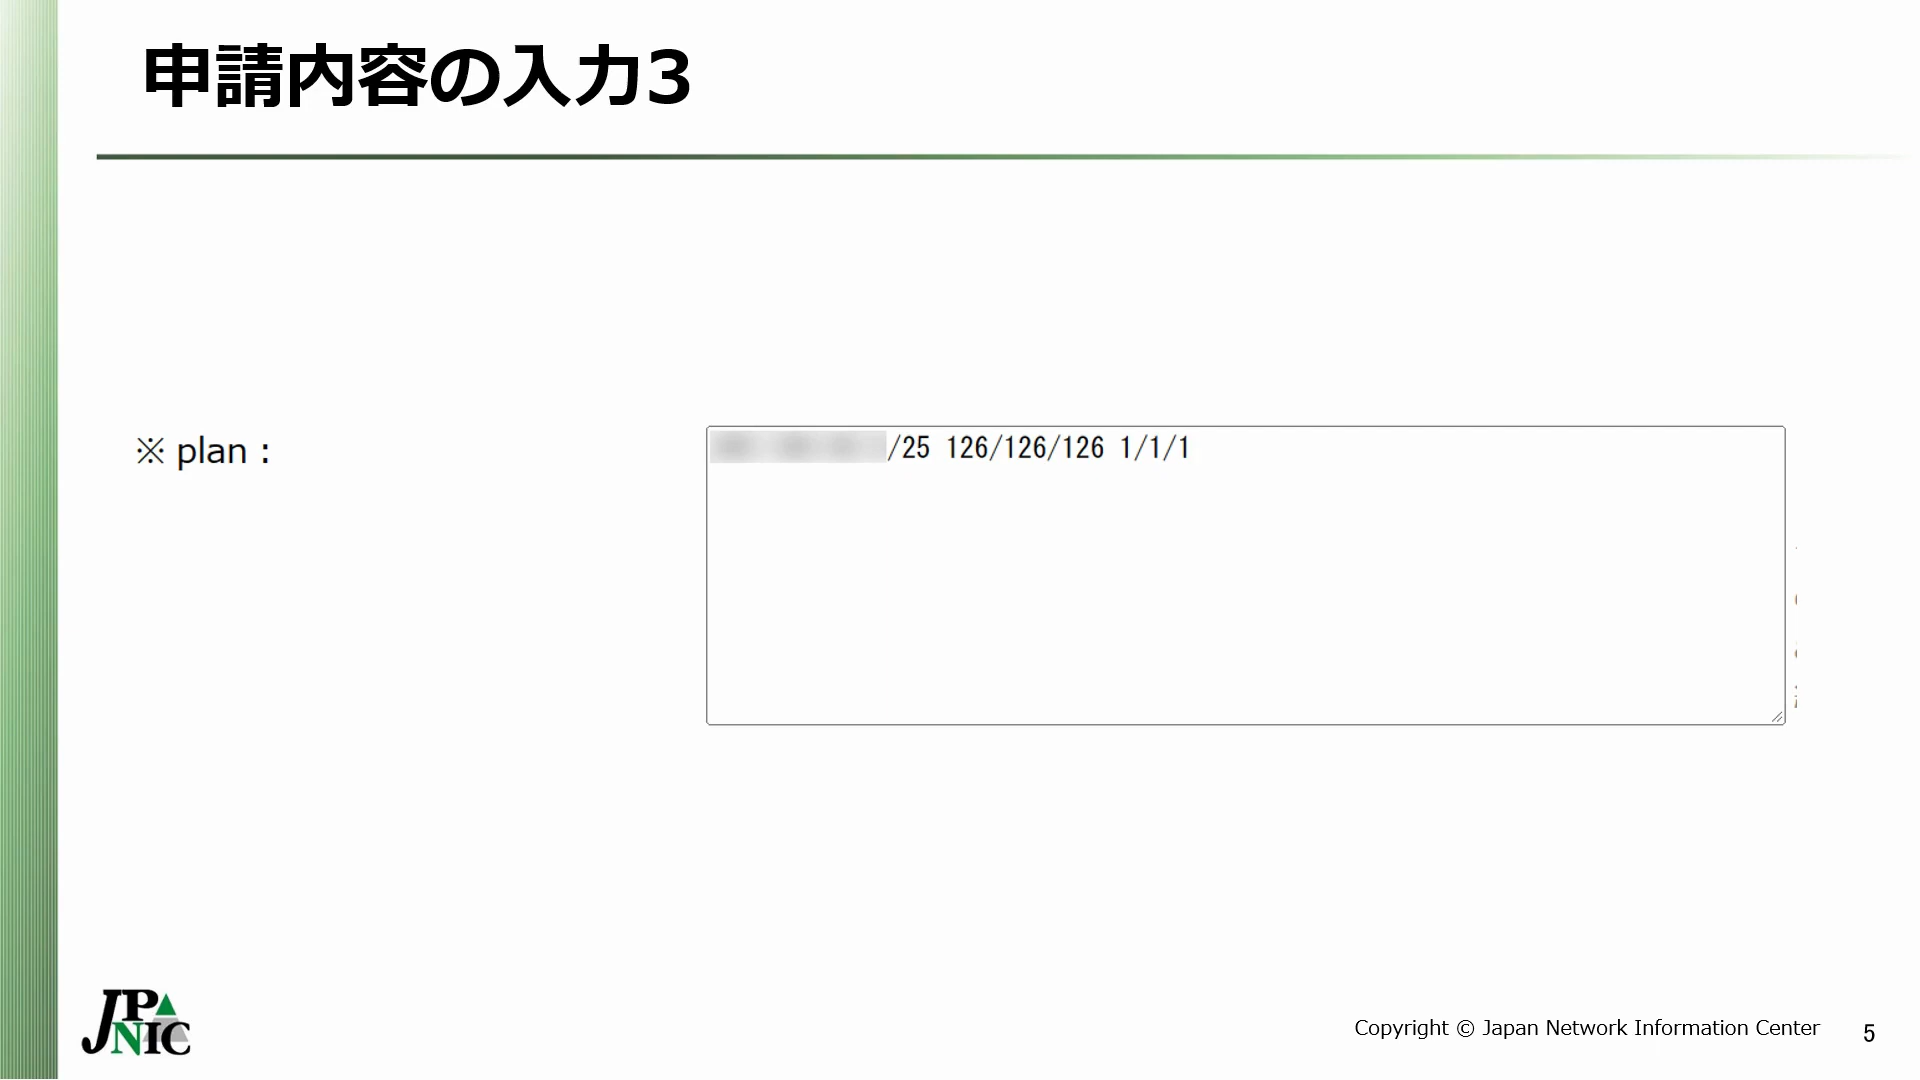 申請内容の入力3
※ plan :
/25 126/126/126 1/1/1
JPNIC
Copyright © Japan Network Information Center
5